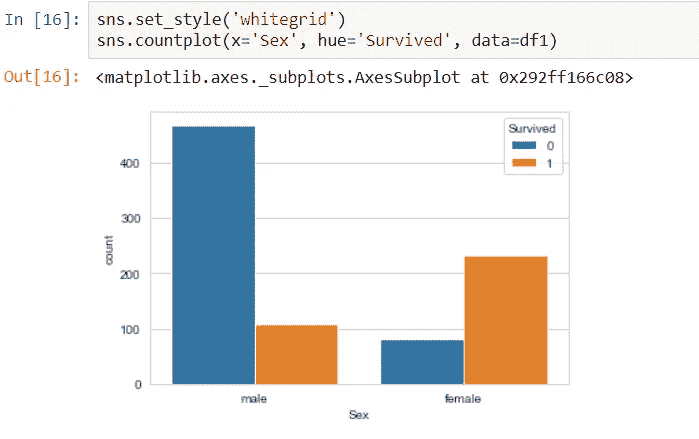 In [16]: sns.set_style('whitegrid')
sns.countplot(x='Sex', hue='Survived', data=df1)
Out[16]: <matplotlib.axes._subplots.AxesSubplot at 0x292ff166c08>
Survived
0
1
400
300
200
100
0
count
male female
Sex